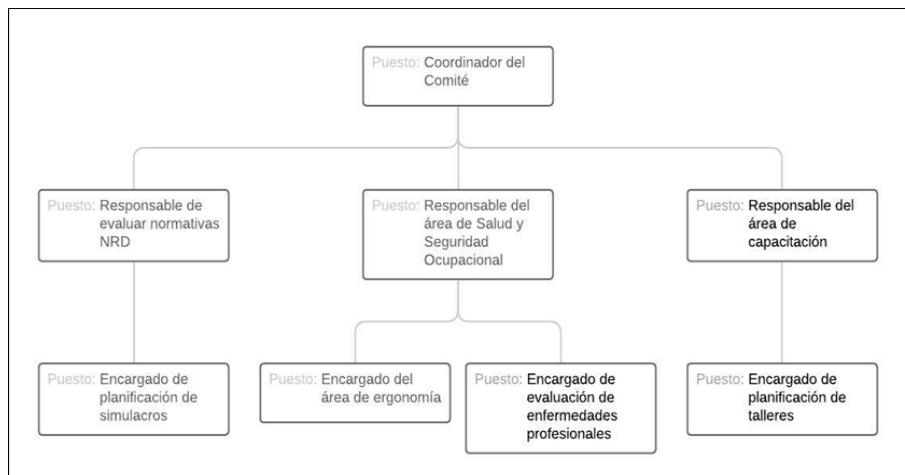 Puesto: Coordinador del
Comité
Puesto: Responsable de
evaluar normativas
NRD
Puesto: Responsable del
área de Salud y
Seguridad
Ocupacional
Puesto: Responsable del
área de
capacitación
Puesto: Encargado de
planificación de
simulacros
Puesto: Encargado del
área de ergonomía
Puesto: Encargado de
evaluación de
enfermedades
profesionales
Puesto: Encargado de
planificación de
talleres